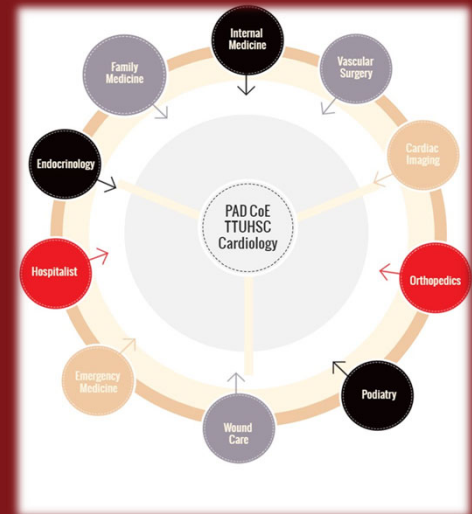 Internal
Medicine
Family
Medicine
Vascular
Surgery
Cardiac
Imaging
Endocrinology
PAD CoE
TTUHSC
Cardiology
Hospitalist
Orthopedics
Emergency
Medicine
Podiatry
Wound
Care